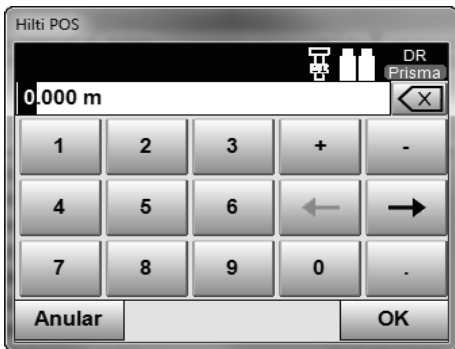 Hilti POS
DR
Prisma
0.000 m
1 2 3 + -
4 5 6 ← →
7 8 9 0 .
Anular OK